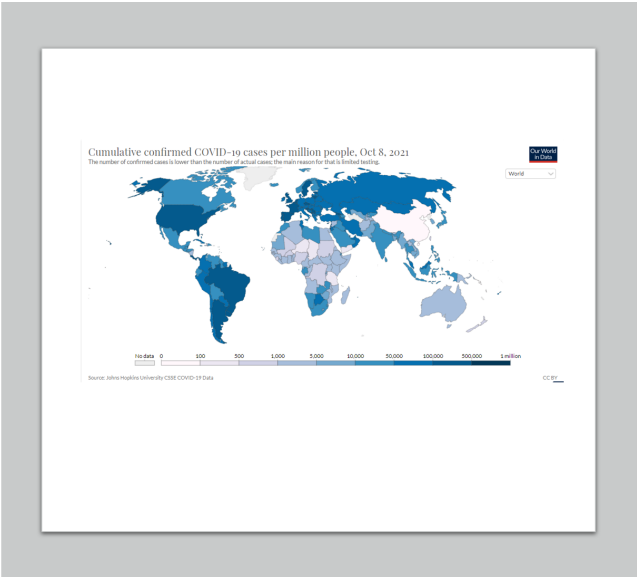 Cumulative confirmed COVID-19 cases per million people, Oct 8, 2021
The number of confirmed cases is lower than the number of actual cases; the main reason for that is limited testing.
Our World
in Data
World
No data 0 100 500 1,000 5,000 10,000 50,000 100,000 500,000 1 million
Source: Johns Hopkins University CSSE COVID-19 Data
CC BY